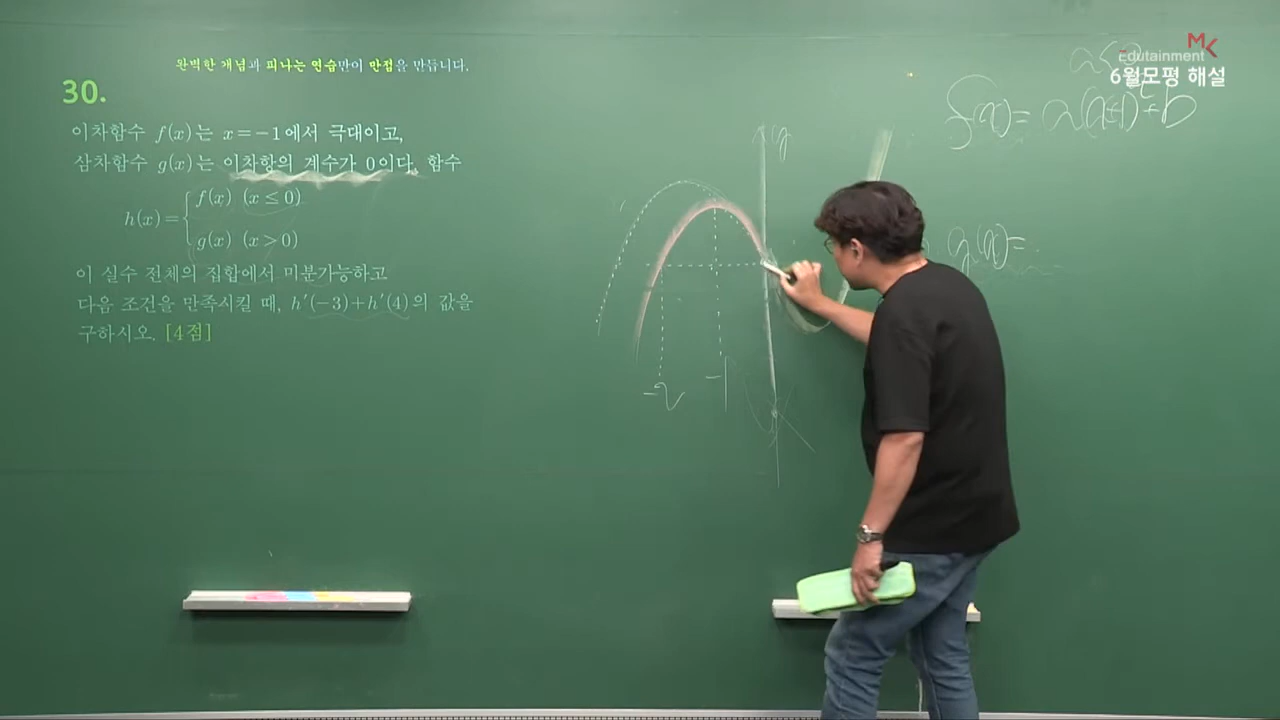 완벽한 개념과 피나는 연습만이 만점을 만듭니다.
30.
이차함수 f(x)는 x=-1에서 극대이고,
삼차함수 g(x)는 이차항의 계수가 0이다. 함수
h(x)={ f(x) (x≤0)
g(x) (x>0)
이 실수 전체의 집합에서 미분가능하고
다음 조건을 만족시킬 때, h′(-3)+h′(4)의 값을
구하시오. [4점]
y
-2
-1
MK
Edutainment
6월모평 해설
a<0
g(x)=